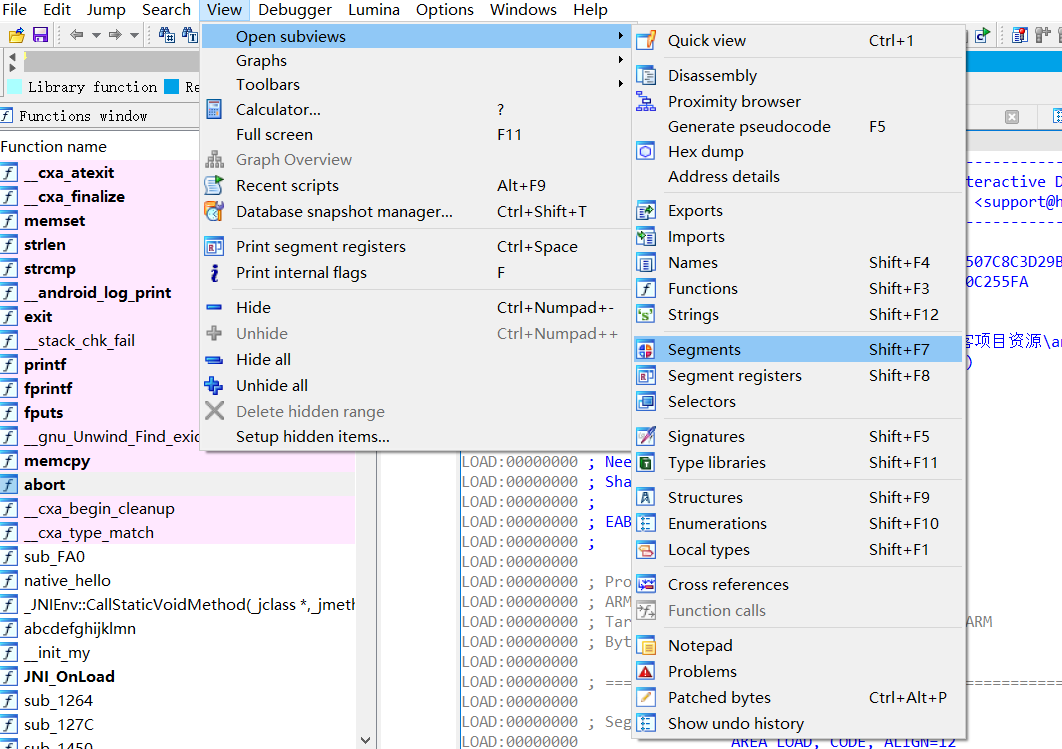 File Edit Jump Search View Debugger Lumina Options Windows Help
Library function
Functions window
Function name
__cxa_atexit
__cxa_finalize
memset
strlen
strcmp
__android_log_print
exit
__stack_chk_fail
printf
fprintf
fputs
__gnu_Unwind_Find_exid
memcpy
abort
__cxa_begin_cleanup
__cxa_type_match
sub_FA0
native_hello
_JNIEnv::CallStaticVoidMethod(_jclass *,_jmeth
abcdefghijklmn
__init_my
JNI_OnLoad
sub_1264
sub_127C
sub_1450
Open subviews
Graphs
Toolbars
Calculator... ?
Full screen F11
Graph Overview
Recent scripts Alt+F9
Database snapshot manager... Ctrl+Shift+T
Print segment registers Ctrl+Space
Print internal flags F
Hide Ctrl+Numpad+-
Unhide Ctrl+Numpad++
Hide all
Unhide all
Delete hidden range
Setup hidden items...
Quick view Ctrl+1
Disassembly
Proximity browser
Generate pseudocode F5
Hex dump
Address details
Exports
Imports
Names Shift+F4
Functions Shift+F3
Strings Shift+F12
Segments Shift+F7
Segment registers Shift+F8
Selectors
Signatures Shift+F5
Type libraries Shift+F11
Structures Shift+F9
Enumerations Shift+F10
Local types Shift+F1
Cross references
Function calls
Notepad
Problems
Patched bytes Ctrl+Alt+P
Show undo history
teractive D
<support@h
507C8C3D29B
0C255FA
客项目资源\an
)
LOAD:00000000 ; Nee
LOAD:00000000 ; Sha
LOAD:00000000 ;
LOAD:00000000 ; EAB
LOAD:00000000 ;
LOAD:00000000
LOAD:00000000 ; Pro
LOAD:00000000 ; ARM
LOAD:00000000 ; Tar ARM
LOAD:00000000 ; Byt
LOAD:00000000
LOAD:00000000 ; ===
LOAD:00000000
LOAD:00000000 ; Seg
LOAD:00000000 AREA LOAD, CODE, ALIGN=12